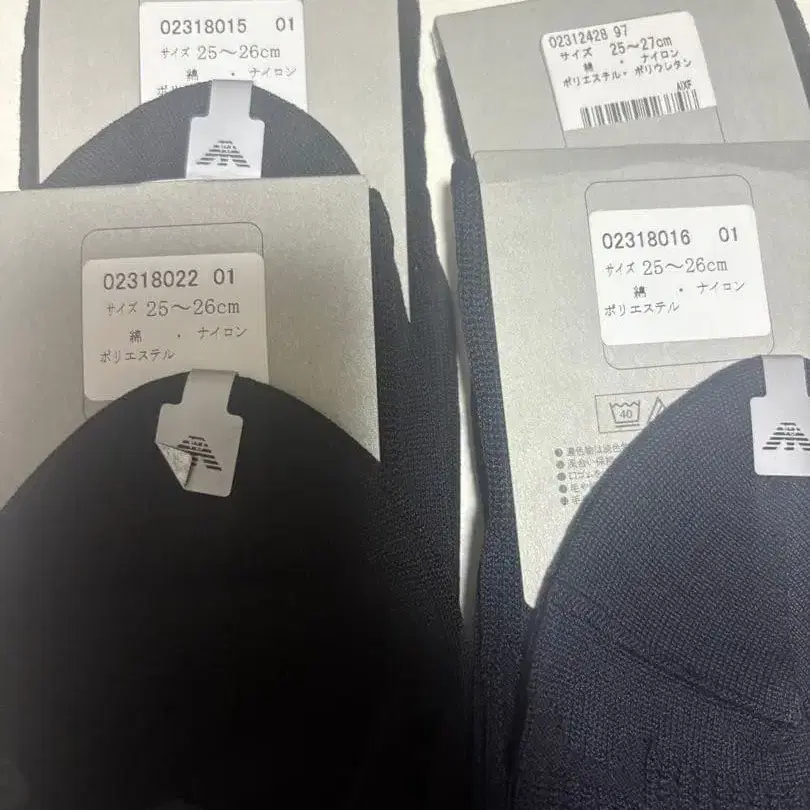 02318015 01
サイズ 25～26cm
綿 ・ ナイロン
02312428 97
サイズ 25～27cm
綿 ・ ナイロン
ポリエステル・ ポリウレタン
AIXF
02318022 01
サイズ 25～26cm
綿 ・ ナイロン
ポリエステル
02318016 01
サイズ 25～26cm
綿 ・ ナイロン
ポリエステル
40